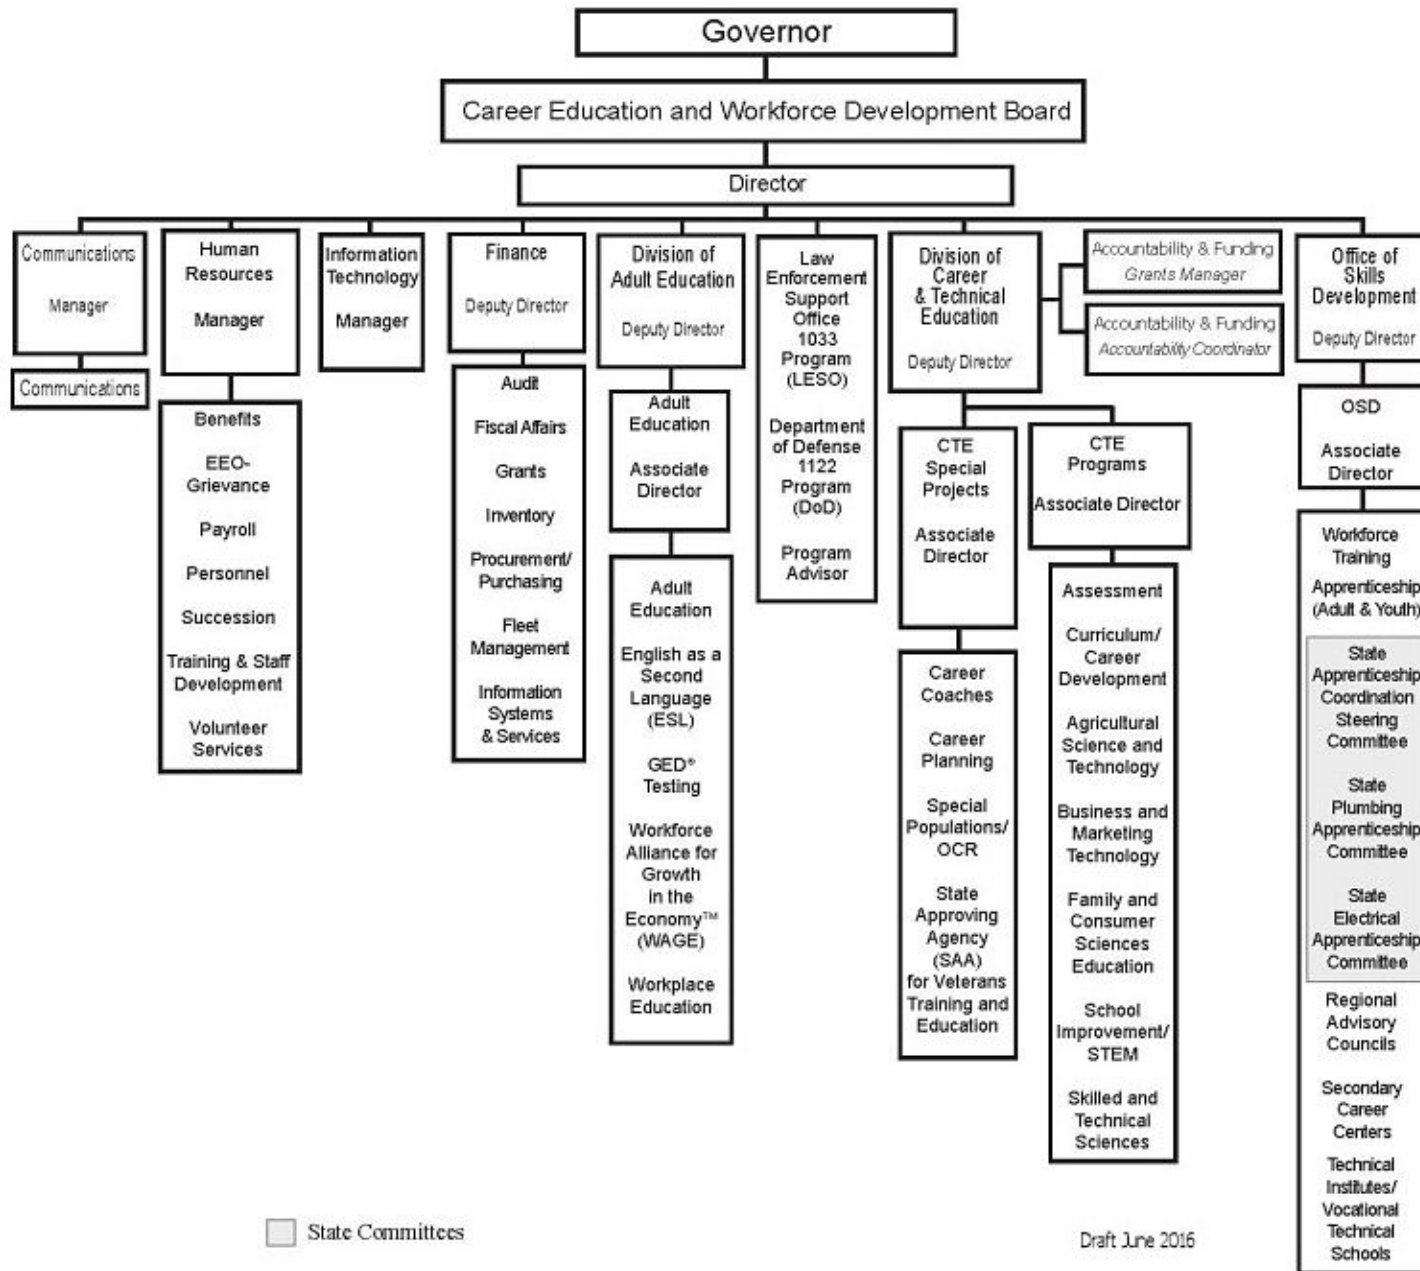 Governor
Career Education and Workforce Development Board
Director
Communications
Manager
Communications
Human
Resources
Manager
Benefits
EEO-
Grievance
Payroll
Personnel
Succession
Training & Staff
Development
Volunteer
Services
Information
Technology
Manager
Finance
Deputy Director
Audit
Fiscal Affairs
Grants
Inventory
Procurement/
Purchasing
Fleet
Management
Information
Systems
& Services
Division of
Adult Education
Deputy Director
Adult
Education
Associate
Director
Adult
Education
English as a
Second
Language
(ESL)
GED®
Testing
Workforce
Alliance for
Growth
in the
Economy™
(WAGE)
Workplace
Education
Law
Enforcement
Support
Office
1033
Program
(LESO)
Department
of Defense
1122
Program
(DoD)
Program
Advisor
Division of
Career
& Technical
Education
Deputy Director
Accountability & Funding
Grants Manager
Accountability & Funding
Accountability Coordinator
CTE
Special
Projects
Associate
Director
Career
Coaches
Career
Planning
Special
Populations/
OCR
State
Approving
Agency
(SAA)
for Veterans
Training and
Education
CTE
Programs
Associate Director
Assessment
Curriculum/
Career
Development
Agricultural
Science and
Technology
Business and
Marketing
Technology
Family and
Consumer
Sciences
Education
School
Improvement/
STEM
Skilled and
Technical
Sciences
Office of
Skills
Development
Deputy Director
OSD
Associate
Director
Workforce
Training
Apprenticeship
(Adult & Youth)
State
Apprenticeship
Coordination
Steering
Committee
State
Plumbing
Apprenticeship
Committee
State
Electrical
Apprenticeship
Committee
Regional
Advisory
Councils
Secondary
Career
Centers
Technical
Institutes/
Vocational
Technical
Schools
State Committees
Draft June 2016